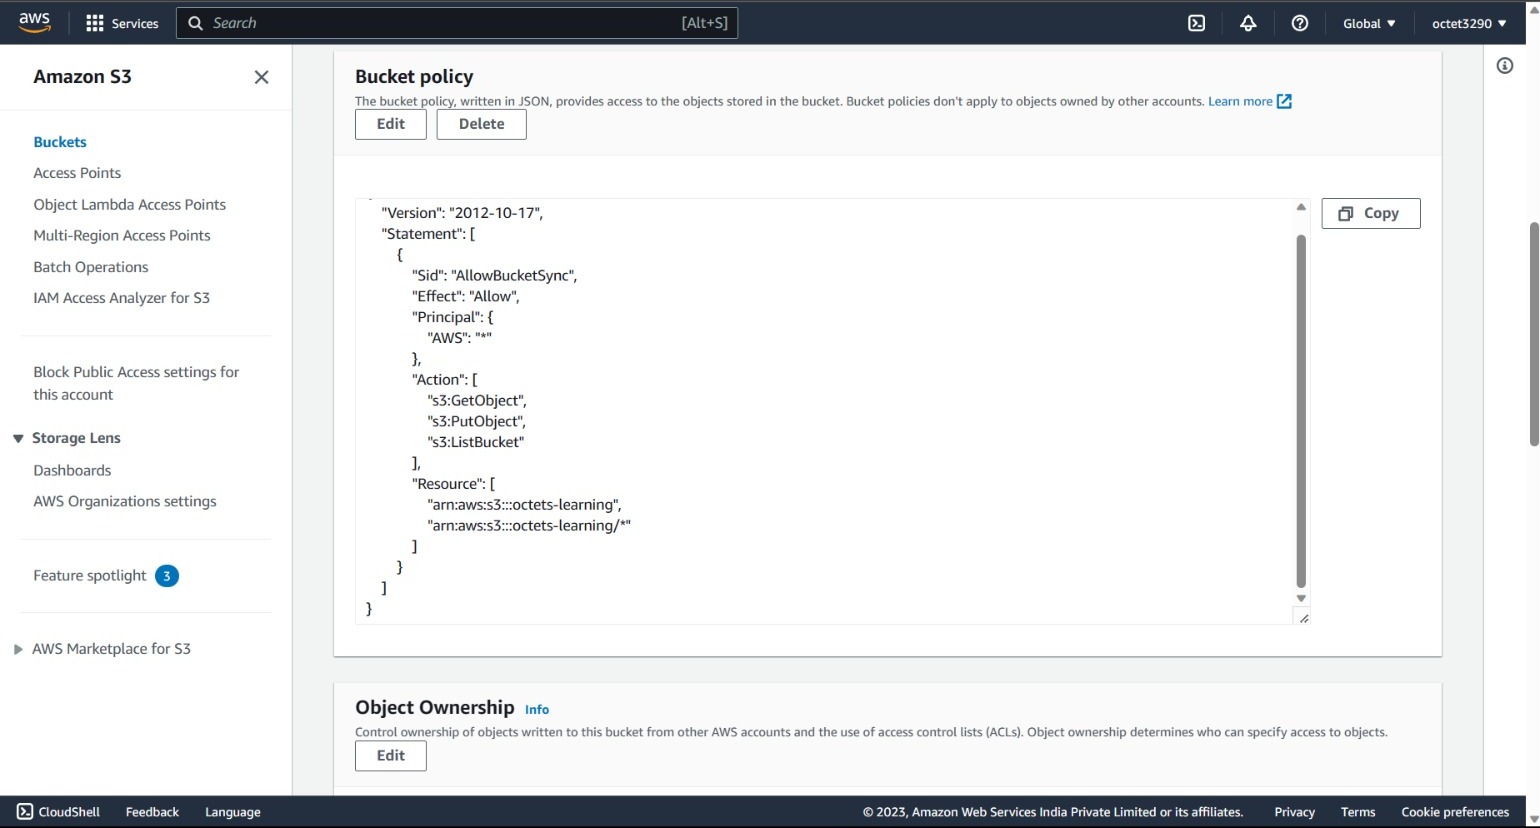 aws
Services
Search
[Alt+S]
Global
octet3290
Amazon S3
Buckets
Access Points
Object Lambda Access Points
Multi-Region Access Points
Batch Operations
IAM Access Analyzer for S3
Block Public Access settings for
this account
Storage Lens
Dashboards
AWS Organizations settings
Feature spotlight 3
AWS Marketplace for S3
Bucket policy
The bucket policy, written in JSON, provides access to the objects stored in the bucket. Bucket policies don't apply to objects owned by other accounts. Learn more
Edit
Delete
Copy
"Version": "2012-10-17",
"Statement": [
{
"Sid": "AllowBucketSync",
"Effect": "Allow",
"Principal": {
"AWS": "*"
},
"Action": [
"s3:GetObject",
"s3:PutObject",
"s3:ListBucket"
],
"Resource": [
"arn:aws:s3:::octets-learning",
"arn:aws:s3:::octets-learning/*"
]
}
]
}
Object Ownership Info
Control ownership of objects written to this bucket from other AWS accounts and the use of access control lists (ACLs). Object ownership determines who can specify access to objects.
Edit
CloudShell
Feedback
Language
© 2023, Amazon Web Services India Private Limited or its affiliates.
Privacy
Terms
Cookie preferences